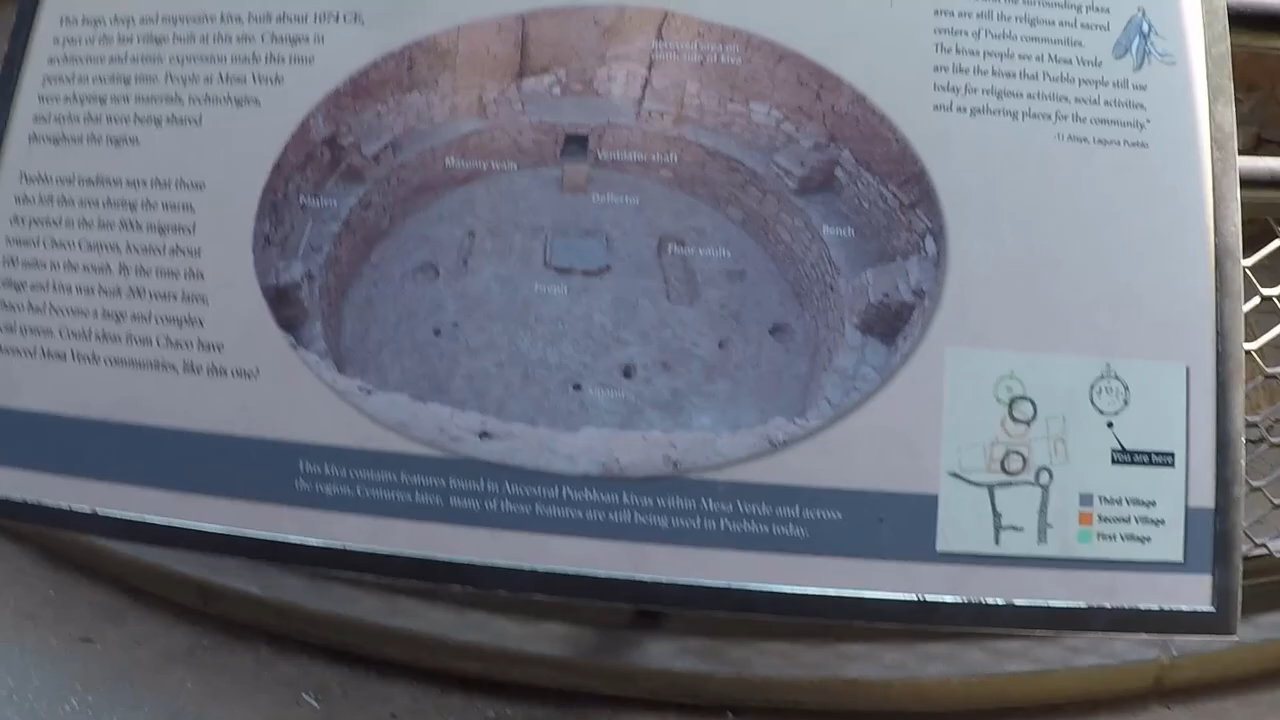 This large, deep, and impressive kiva, built about 1074 CE,
is part of the last village built at this site. Changes in
architecture and artistic expression made this time
period an exciting time. People at Mesa Verde
were adopting new materials, technologies,
and styles that were being shared
throughout the region.
Pueblo oral tradition says that those
who left this area during the warm,
dry period in the late 800s migrated
toward Chaco Canyon, located about
100 miles to the south. By the time this
village and kiva was built 200 years later,
Chaco had become a large and complex
social system. Could ideas from Chaco have
influenced Mesa Verde communities, like this one?
Recessed area on
south side of kiva
Masonry walls
Ventilator shaft
Pilasters
Deflector
Bench
Floor vaults
Firepit
Sipapu
This kiva contains features found in Ancestral Puebloan kivas within Mesa Verde and across
the region. Centuries later, many of these features are still being used in Pueblos today.
the surrounding plaza
area are still the religious and sacred
centers of Pueblo communities.
The kivas people see at Mesa Verde
are like the kivas that Pueblo people still use
today for religious activities, social activities,
and as gathering places for the community."
-TJ Atsye, Laguna Pueblo
You are here
Third Village
Second Village
First Village